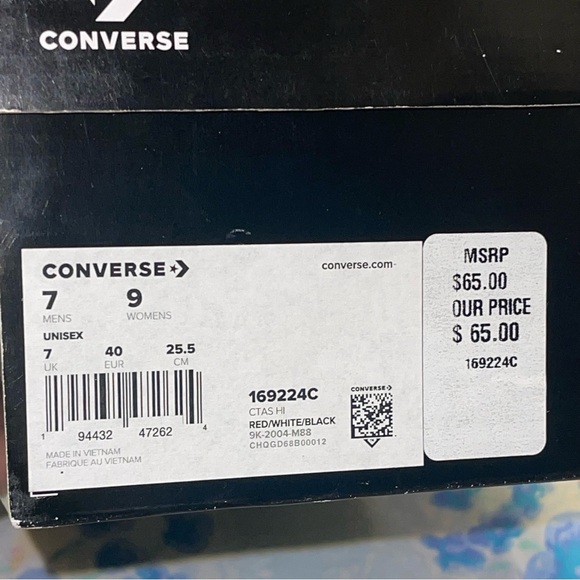 CONVERSE
CONVERSE
converse.com
7 9
MENS WOMENS
UNISEX
7 40 25.5
UK EUR CM
1 94432 47262 4
MADE IN VIETNAM
FABRIQUÉ AU VIETNAM
169224C
CTAS HI
RED/WHITE/BLACK
9K-2004-M88
CHQGD68B00012
CONVERSE
MSRP
$65.00
OUR PRICE
$ 65.00
169224C